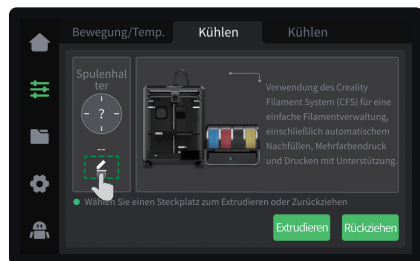 Bewegung/Temp. Kühlen Kühlen
Spulenhal
ter
?
--
Verwendung des Creality
Filament System (CFS) für eine
einfache Filamentverwaltung,
einschließlich automatischem
Nachfüllen, Mehrfarbendruck
und Drucken mit Unterstützung.
Wählen Sie einen Steckplatz zum Extrudieren oder Zurückziehen
Extrudieren Rückziehen